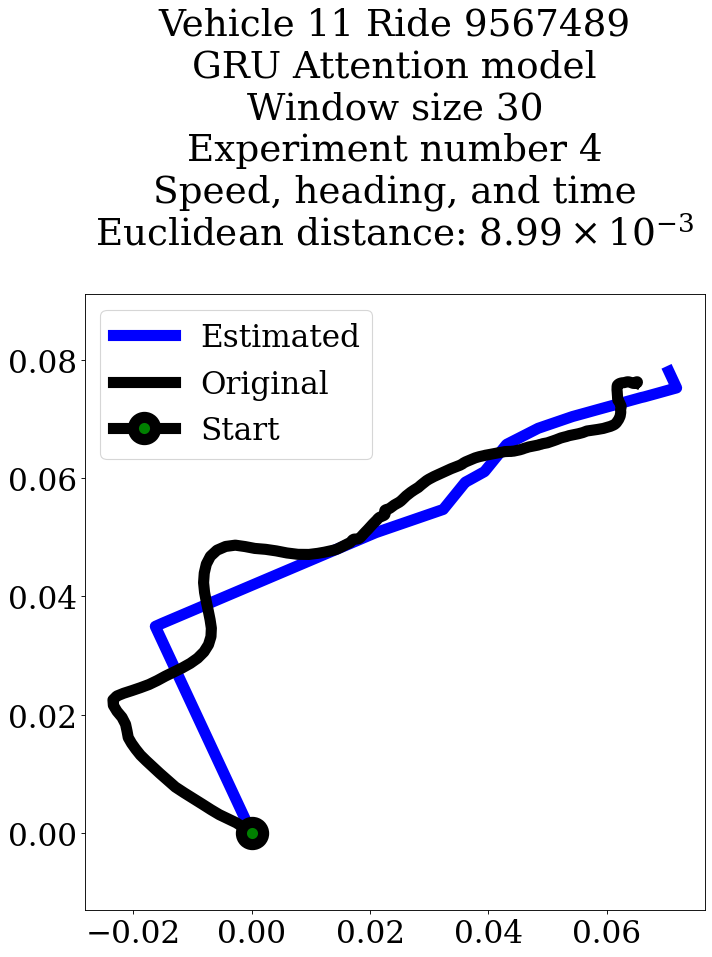 Vehicle 11 Ride 9567489
GRU Attention model
Window size 30
Experiment number 4
Speed, heading, and time
Euclidean distance: 8.99 × 10⁻³
Estimated
Original
Start
0.08
0.06
0.04
0.02
0.00
−0.02 0.00 0.02 0.04 0.06